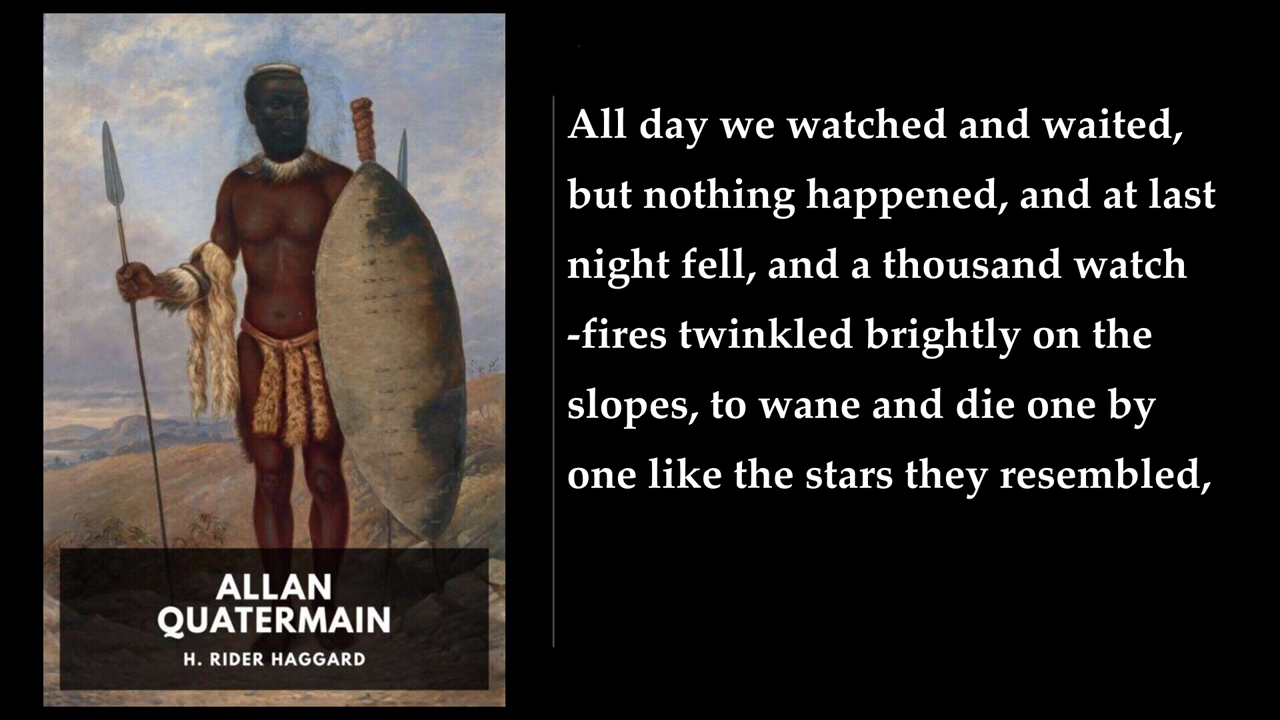 ALLAN
QUATERMAIN
H. RIDER HAGGARD
All day we watched and waited,
but nothing happened, and at last
night fell, and a thousand watch
-fires twinkled brightly on the
slopes, to wane and die one by
one like the stars they resembled,